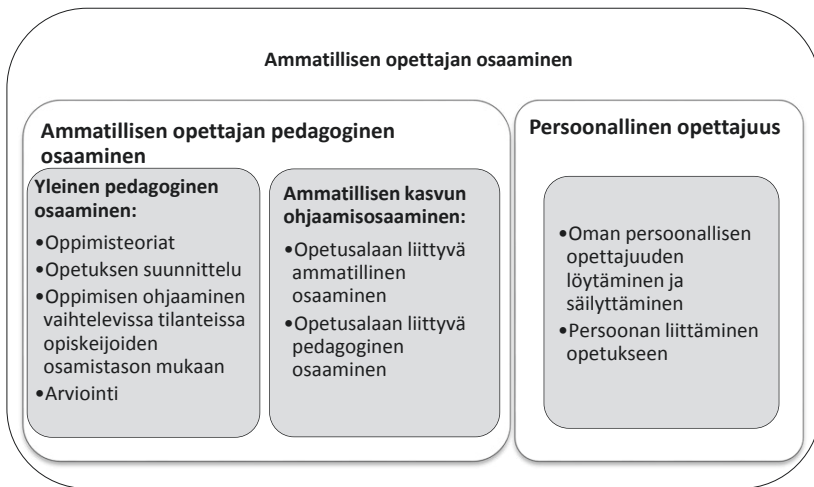 Ammatillisen opettajan osaaminen
Ammatillisen opettajan pedagoginen
osaaminen
Yleinen pedagoginen
osaaminen:
•Oppimisteoriat
•Opetuksen suunnittelu
•Oppimisen ohjaaminen
vaihtelevissa tilanteissa
opiskeijoiden
osamistason mukaan
•Arviointi
Ammatillisen kasvun
ohjaamisosaaminen:
•Opetusalaan liittyvä
ammatillinen
osaaminen
•Opetusalaan liittyvä
pedagoginen
osaaminen
Persoonallinen opettajuus
•Oman persoonallisen
opettajuuden
löytäminen ja
säilyttäminen
•Persoonan liittäminen
opetukseen